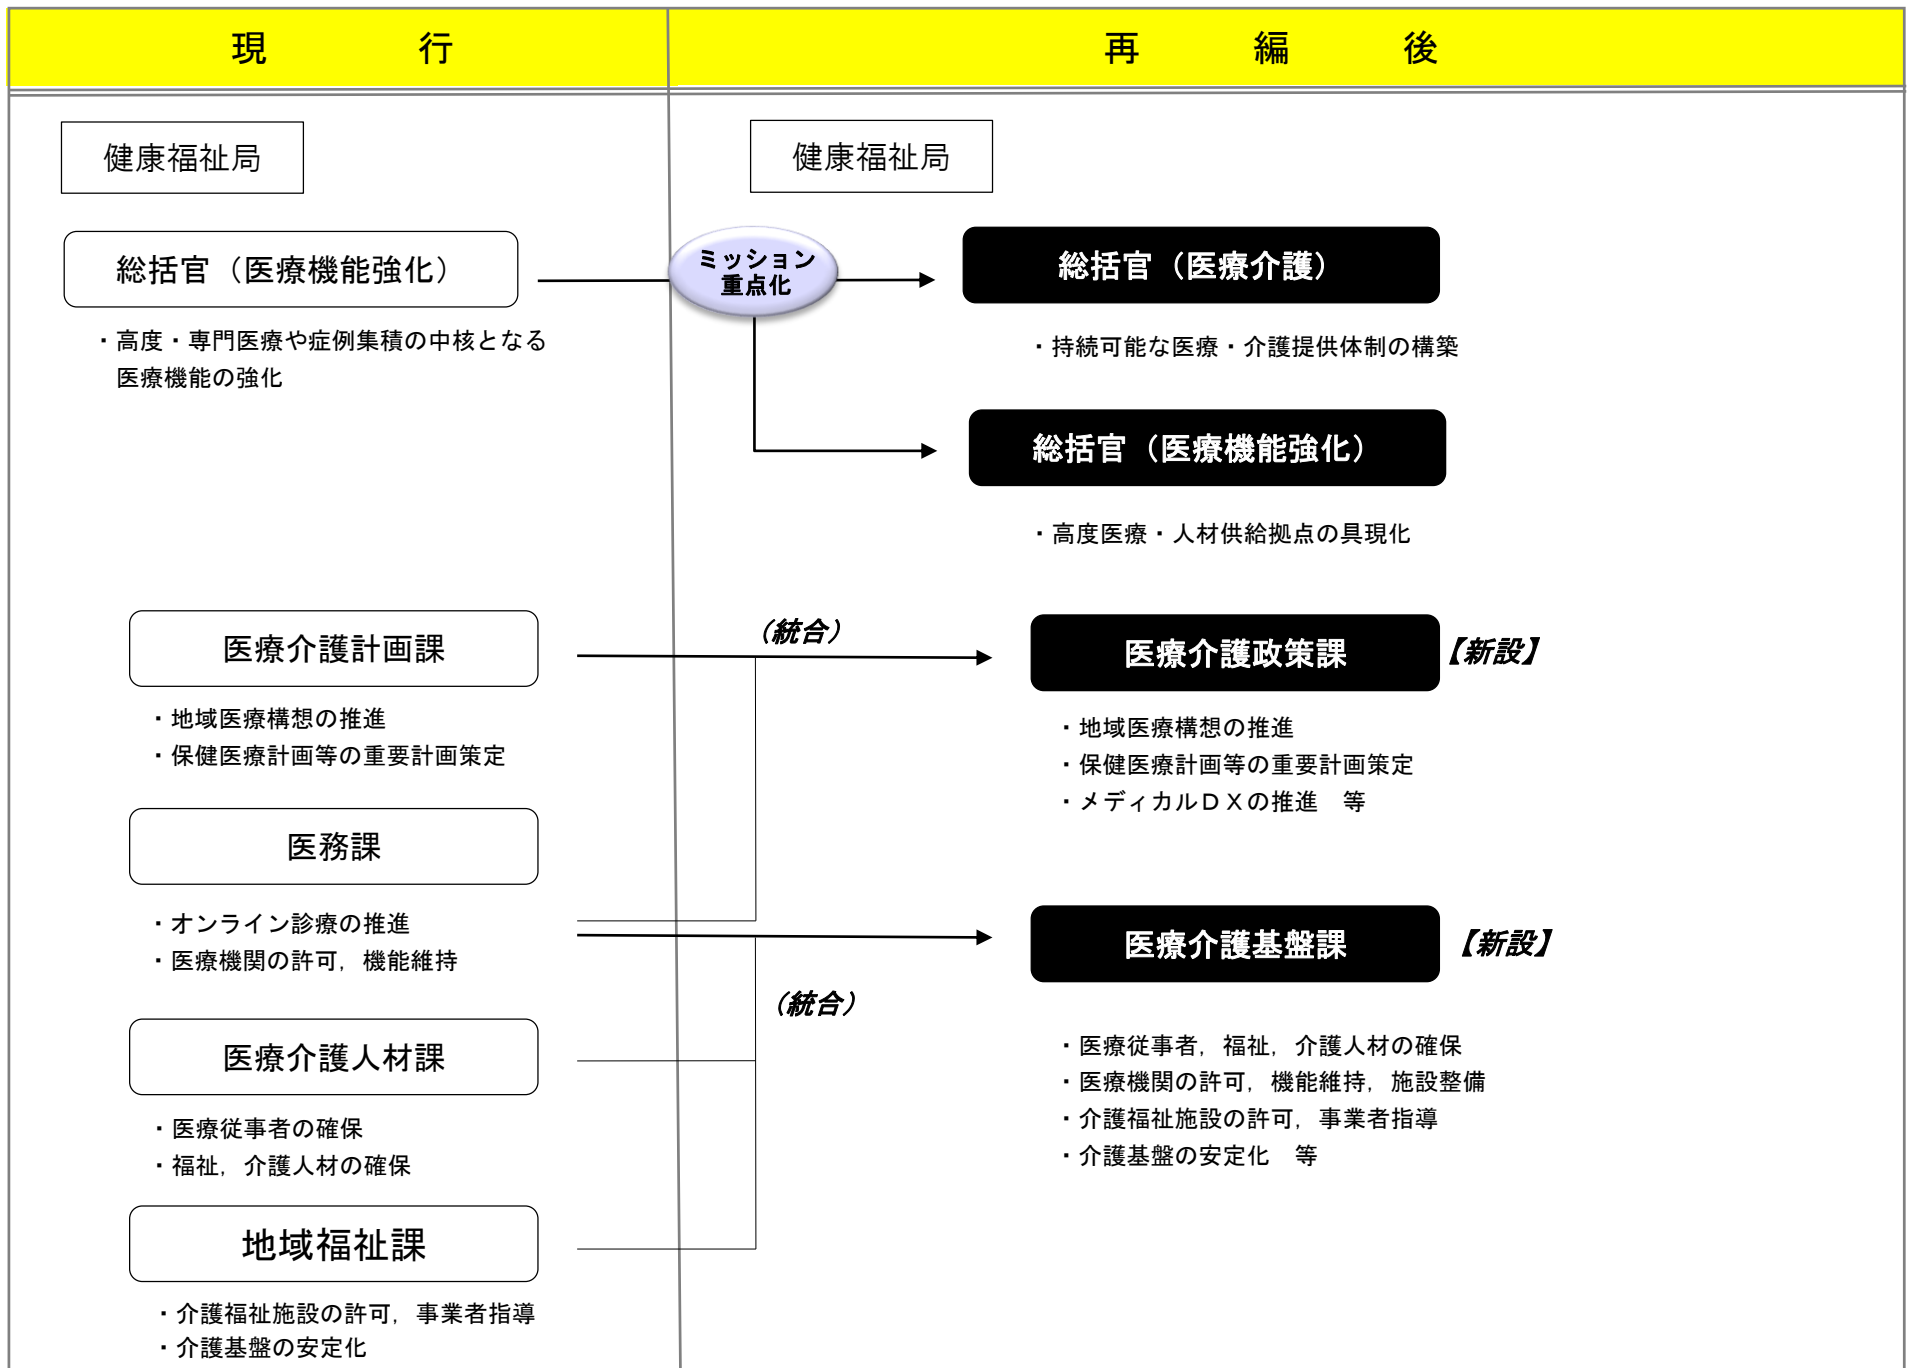 現　行
再　編　後
健康福祉局
総括官（医療機能強化）
・高度・専門医療や症例集積の中核となる
医療機能の強化
医療介護計画課
・地域医療構想の推進
・保健医療計画等の重要計画策定
医務課
・オンライン診療の推進
・医療機関の許可，機能維持
医療介護人材課
・医療従事者の確保
・福祉，介護人材の確保
地域福祉課
・介護福祉施設の許可，事業者指導
・介護基盤の安定化
健康福祉局
ミッション
重点化
総括官（医療介護）
・持続可能な医療・介護提供体制の構築
総括官（医療機能強化）
・高度医療・人材供給拠点の具現化
（統合）
医療介護政策課
【新設】
・地域医療構想の推進
・保健医療計画等の重要計画策定
・メディカルＤＸの推進　等
医療介護基盤課
【新設】
（統合）
・医療従事者，福祉，介護人材の確保
・医療機関の許可，機能維持，施設整備
・介護福祉施設の許可，事業者指導
・介護基盤の安定化　等